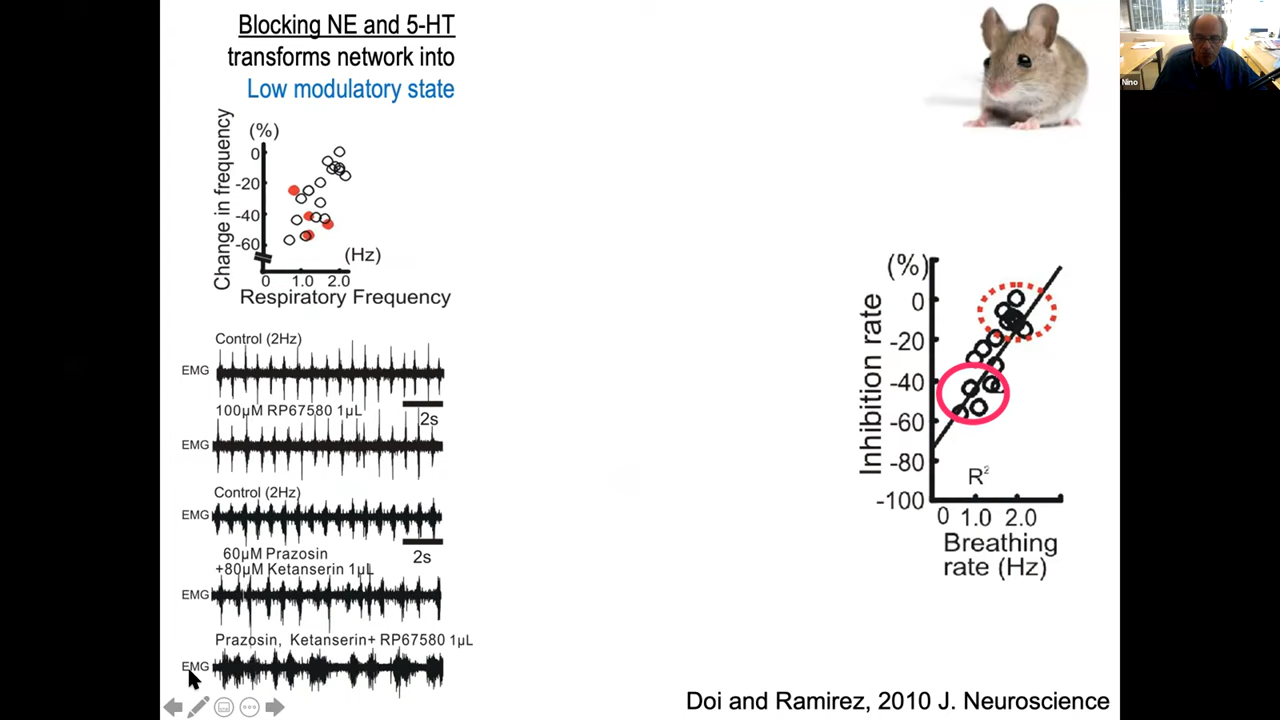 Blocking NE and 5-HT
transforms network into
Low modulatory state
Change in frequency
(%)
0
-20
-40
-60
0 1.0 2.0
(Hz)
Respiratory Frequency
Control (2Hz)
EMG
2s
100µM RP67580 1µL
EMG
Control (2Hz)
EMG
2s
60µM Prazosin
+80µM Ketanserin 1µL
EMG
Prazosin, Ketanserin+ RP67580 1µL
EMG
Inhibition rate
(%)
0
-20
-40
-60
-80
-100
R²
0 1.0 2.0
Breathing
rate (Hz)
Doi and Ramirez, 2010 J. Neuroscience
Nino